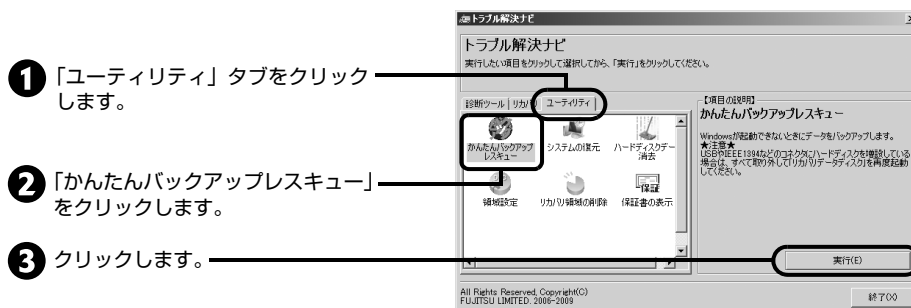 ❶ 「ユーティリティ」タブをクリック
します。
❷ 「かんたんバックアップレスキュー」
をクリックします。
❸ クリックします。
トラブル解決ナビ
トラブル解決ナビ
実行したい項目をクリックして選択してから、「実行」をクリックしてください。
診断ツール
リカバリ
ユーティリティ
かんたんバックアップ
レスキュー
システムの復元
ハードディスクデータ
消去
領域設定
リカバリ領域の削除
保証書の表示
保証
【項目の説明】
かんたんバックアップレスキュー
Windowsが起動できないときにデータをバックアップします。
★注意★
USBやIEEE1394などのコネクタにハードディスクを増設している
場合は、すべて取り外して「リカバリデータディスク」を再度起動
してください。
実行(E)
All Rights Reserved, Copyright(C)
FUJITSU LIMITED. 2006-2009
終了(X)